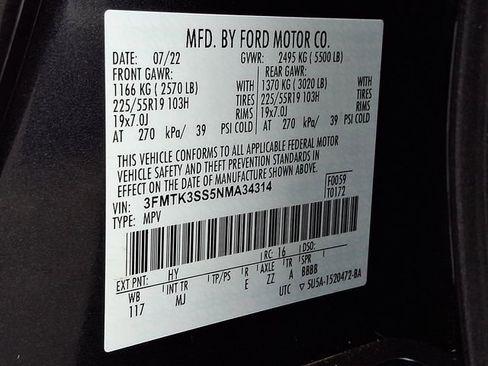 MFD. BY FORD MOTOR CO.
DATE: 07/22 GVWR: 2495 KG ( 5500 LB)
FRONT GAWR: REAR GAWR:
1166 KG ( 2570 LB) WITH 1370 KG ( 3020 LB) WITH
225/55R19 103H TIRES 225/55R19 103H TIRES
19x7.0J RIMS 19x7.0J RIMS
AT 270 kPa/ 39 PSI COLD AT 270 kPa/ 39 PSI COLD
THIS VEHICLE CONFORMS TO ALL APPLICABLE FEDERAL MOTOR
VEHICLE SAFETY AND THEFT PREVENTION STANDARDS IN
EFFECT ON THE DATE OF MANUFACTURE SHOWN ABOVE.
VIN: 3FMTK3SS5NMA34314 F0059
TYPE: MPV T0172
EXT PNT: HY RC: 16 DSO:
WB INT TR TP/PS R AXLE TR SPR
117 MJ E ZZ A BBBB
UTC ▽ 5U5A-1520472-BA